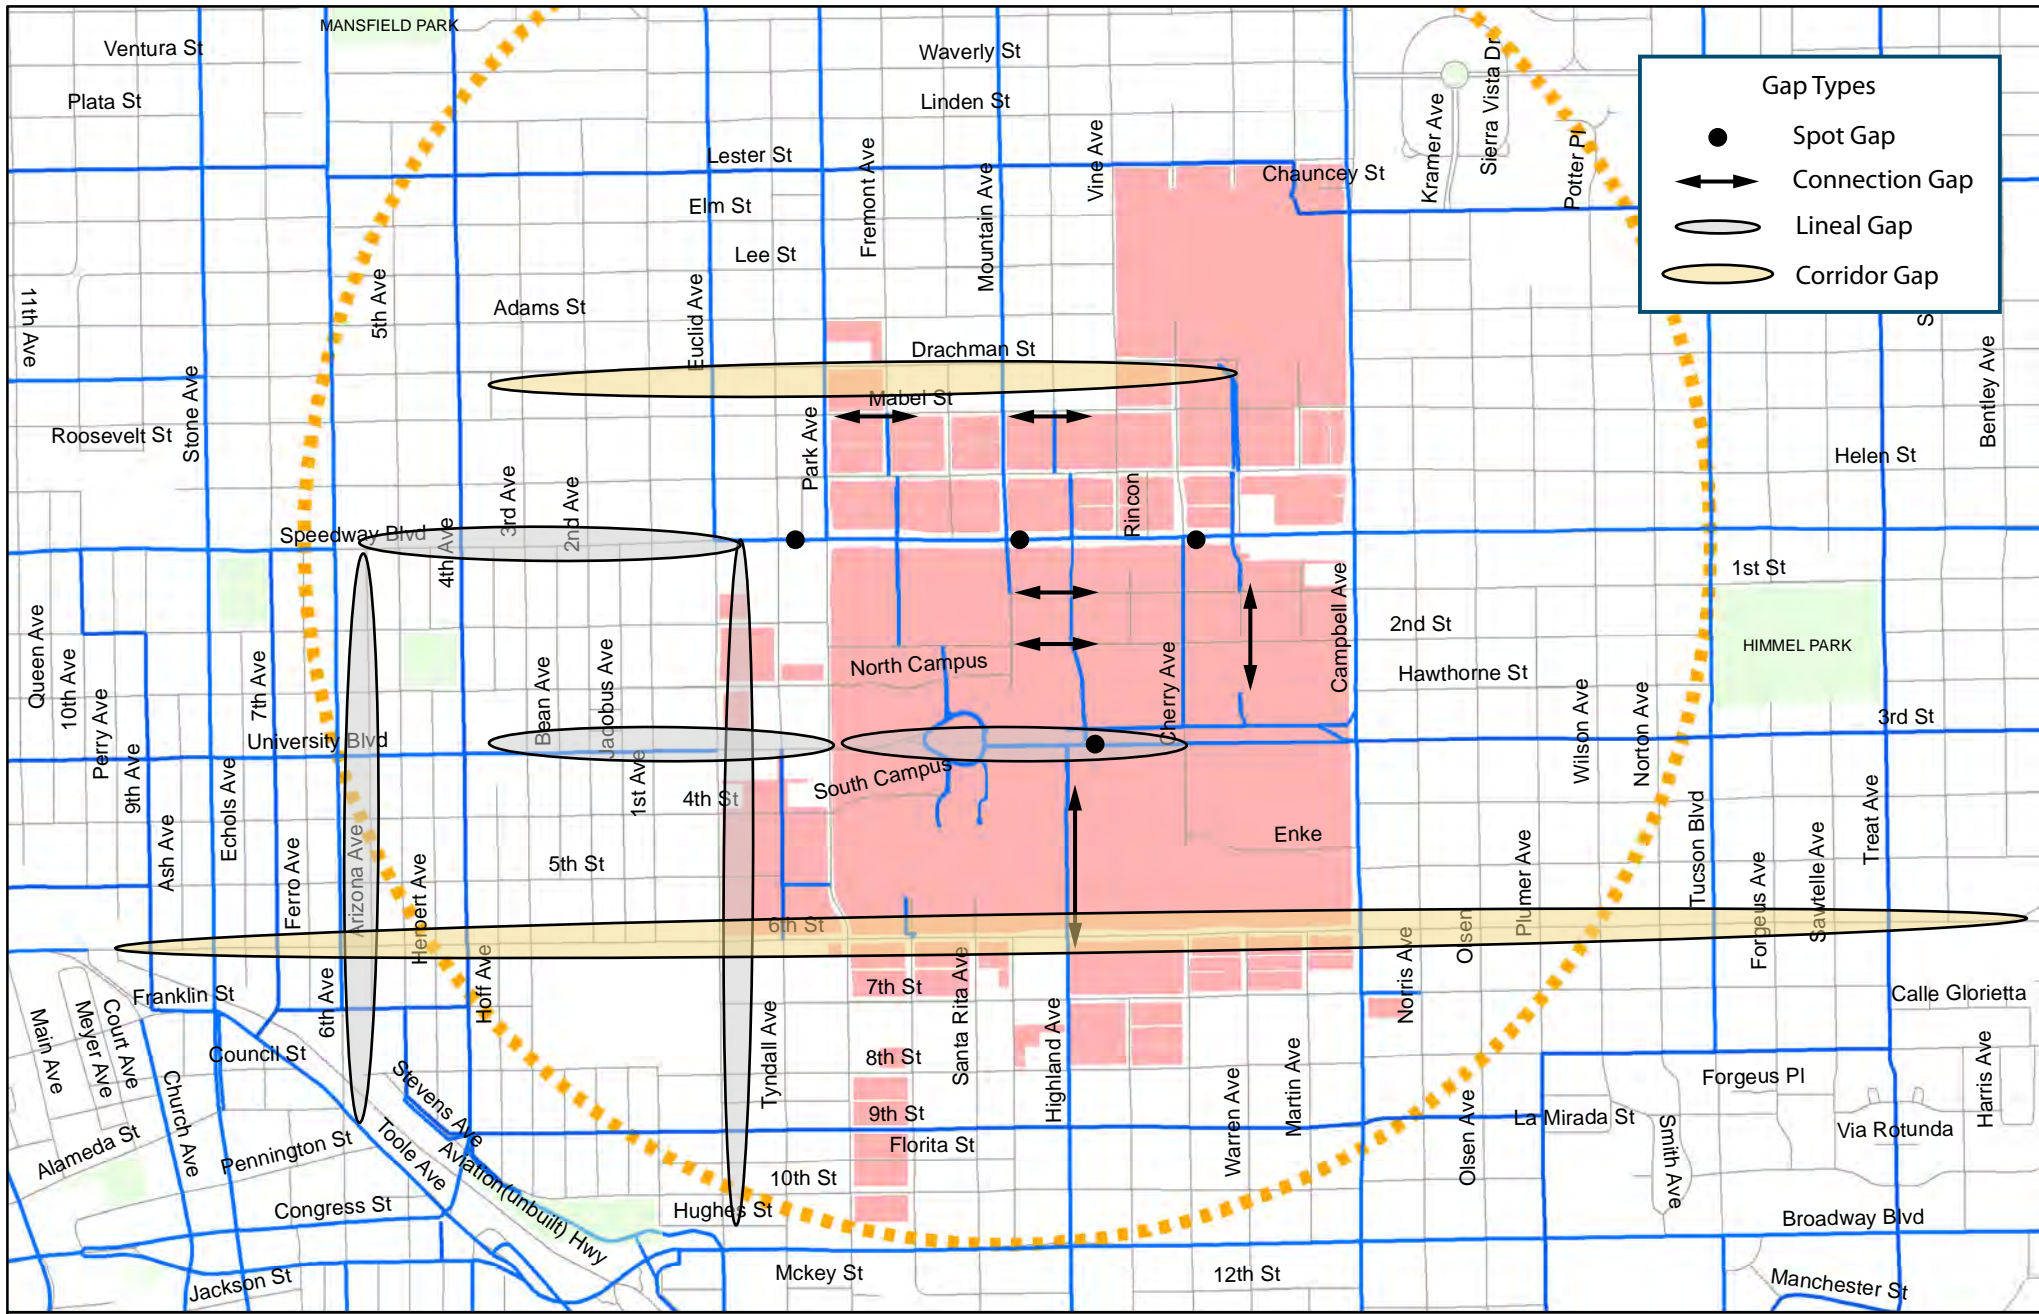 MANSFIELD PARK
Ventura St
Waverly St
Plata St
Linden St
Sierra Vista Dr
Kramer Ave
Potter Pl
Gap Types
Spot Gap
Connection Gap
Lineal Gap
Corridor Gap
Lester St
Fremont Ave
Mountain Ave
Vine Ave
Chauncey St
Elm St
Lee St
11th Ave
5th Ave
Adams St
Euclid Ave
Drachman St
Mabel St
S
Bentley Ave
Stone Ave
Roosevelt St
Park Ave
Helen St
3rd Ave
2nd Ave
Rincon
Speedway Blvd
4th Ave
1st St
Queen Ave
10th Ave
Perry Ave
9th Ave
7th Ave
Bean Ave
Jacobus Ave
1st Ave
North Campus
Cherry Ave
Campbell Ave
2nd St
Hawthorne St
HIMMEL PARK
Wilson Ave
Norton Ave
3rd St
University Blvd
South Campus
4th St
Ash Ave
Echols Ave
Ferro Ave
Arizona Ave
Herbert Ave
5th St
Enke
Plumer Ave
Tucson Blvd
Forgeus Ave
Sawtelle Ave
Treat Ave
6th St
Olsen
Norris Ave
Hoff Ave
6th Ave
Franklin St
7th St
Santa Rita Ave
Highland Ave
Calle Glorietta
Main Ave
Meyer Ave
Court Ave
Council St
Church Ave
Stevens Ave
Tyndall Ave
8th St
9th St
Florita St
Warren Ave
Martin Ave
Olsen Ave
La Mirada St
Forgeus Pl
Smith Ave
Via Rotunda
Harris Ave
Alameda St
Pennington St
Toole Ave
Aviation(unbuilt) Hwy
10th St
Hughes St
Congress St
Broadway Blvd
Jackson St
Mckey St
12th St
Manchester St